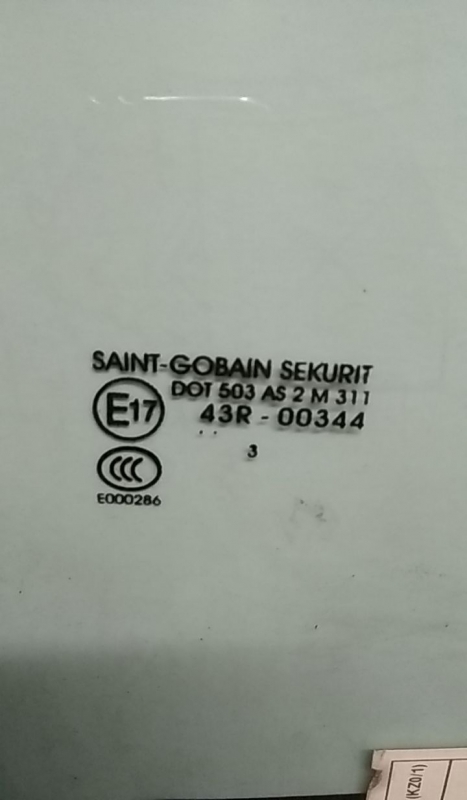 SAINT-GOBAIN SEKURIT
DOT 503 AS 2 M 311
E17
43R - 00344
. .
3
CCC
E000286
(KZ0/1)